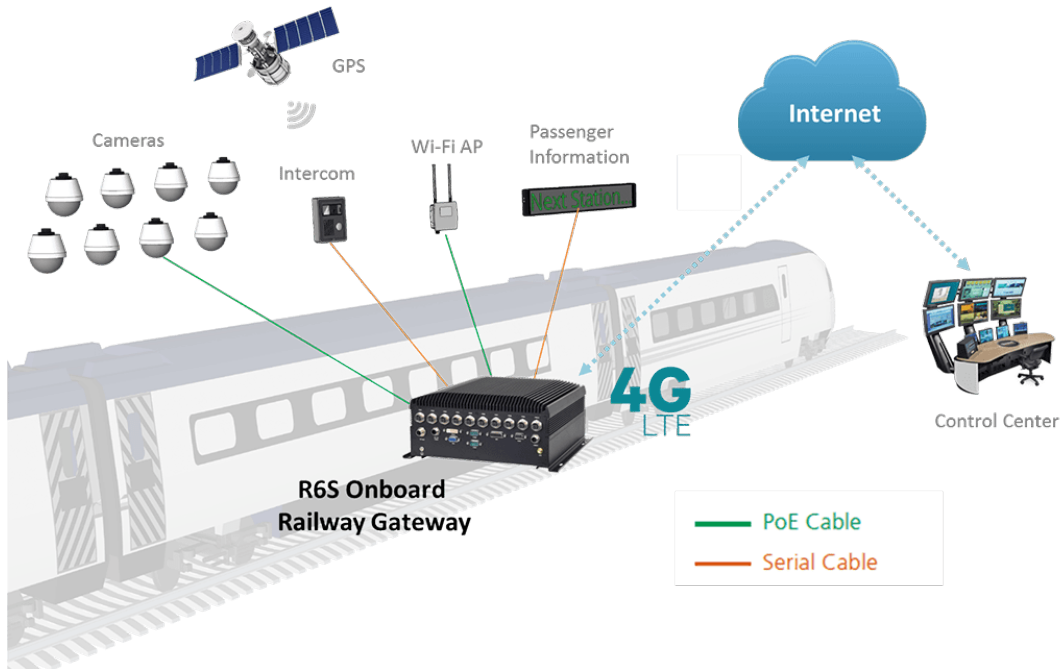 GPS
Cameras
Intercom
Wi-Fi AP
Passenger
Information
Next Station...
Internet
4G
LTE
Control Center
R6S Onboard
Railway Gateway
PoE Cable
Serial Cable